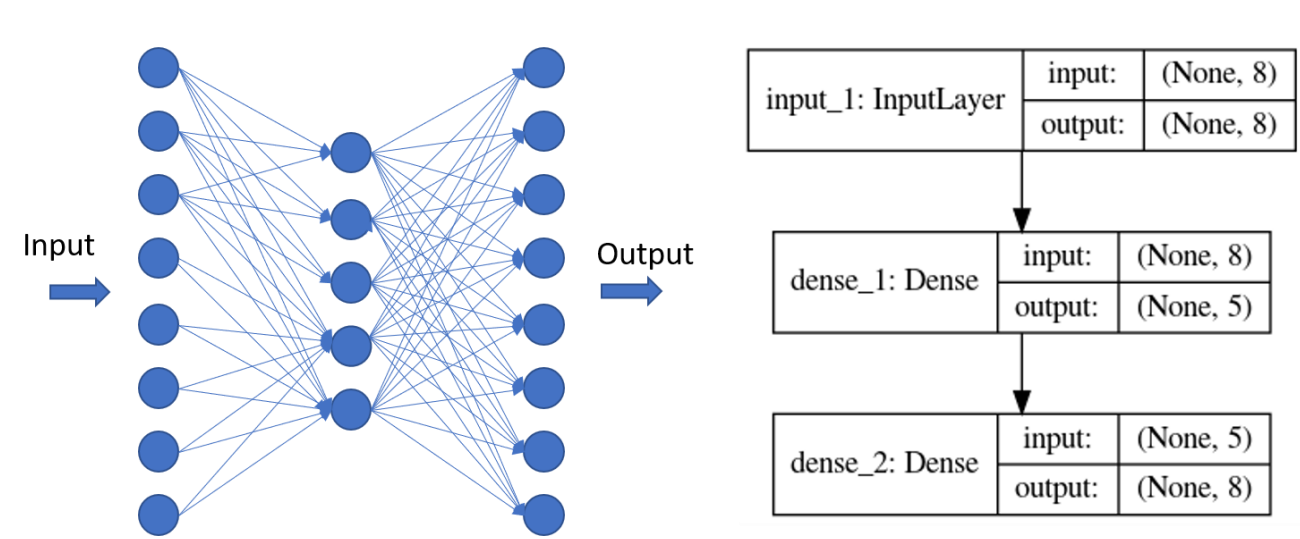 Input
Output
input_1: InputLayer
input:
(None, 8)
output:
(None, 8)
dense_1: Dense
input:
(None, 8)
output:
(None, 5)
dense_2: Dense
input:
(None, 5)
output:
(None, 8)